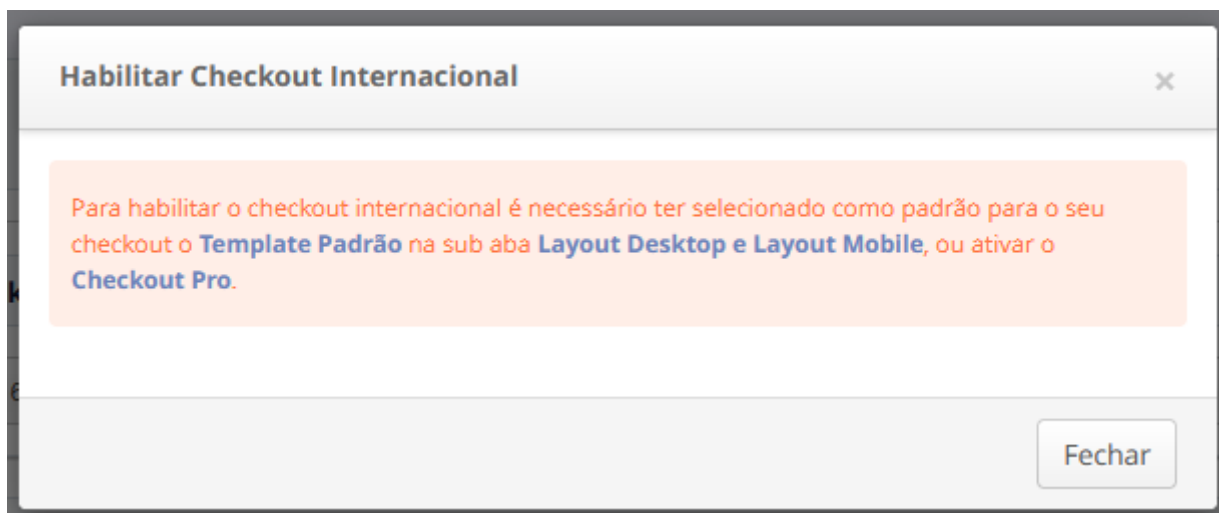 Habilitar Checkout Internacional
×
Para habilitar o checkout internacional é necessário ter selecionado como padrão para o seu
checkout o Template Padrão na sub aba Layout Desktop e Layout Mobile, ou ativar o
Checkout Pro.
Fechar